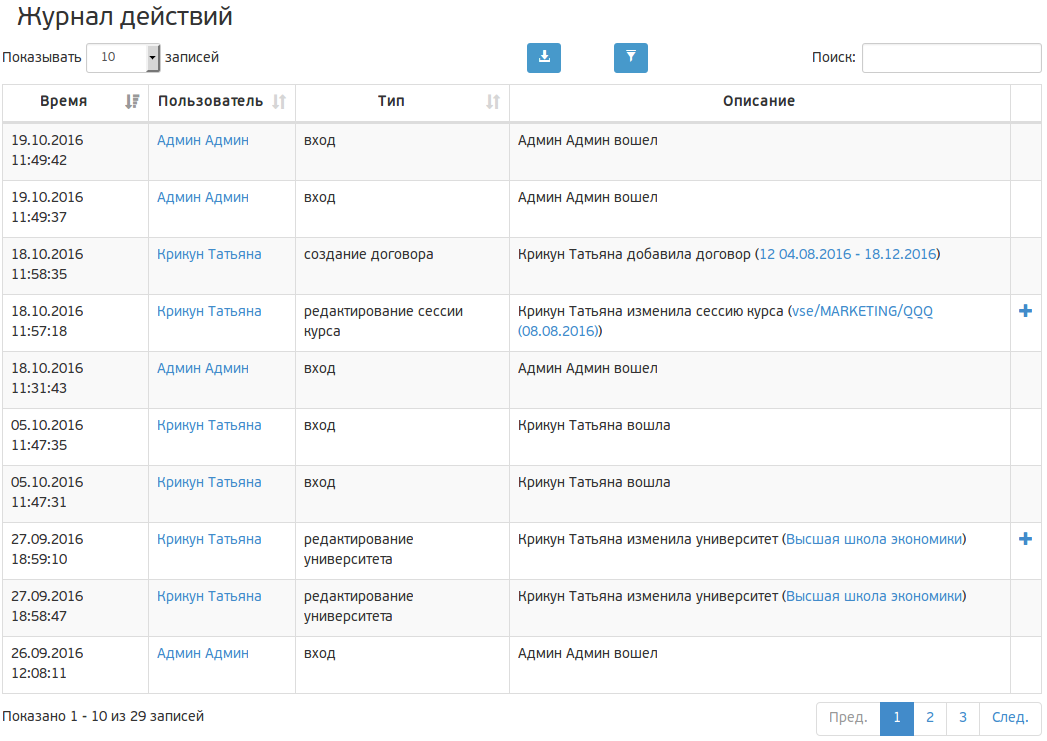 Журнал действий
Показывать 10 записей Поиск:
Время Пользователь Тип Описание
19.10.2016 Админ Админ вход Админ Админ вошел
11:49:42
19.10.2016 Админ Админ вход Админ Админ вошел
11:49:37
18.10.2016 Крикун Татьяна создание договора Крикун Татьяна добавила договор (12 04.08.2016 - 18.12.2016)
11:58:35
18.10.2016 Крикун Татьяна редактирование сессии Крикун Татьяна изменила сессию курса (vse/MARKETING/QQQ
11:57:18 курса (08.08.2016))
18.10.2016 Админ Админ вход Админ Админ вошел
11:31:43
05.10.2016 Крикун Татьяна вход Крикун Татьяна вошла
11:47:35
05.10.2016 Крикун Татьяна вход Крикун Татьяна вошла
11:47:31
27.09.2016 Крикун Татьяна редактирование Крикун Татьяна изменила университет (Высшая школа экономики)
18:59:10 университета
27.09.2016 Крикун Татьяна редактирование Крикун Татьяна изменила университет (Высшая школа экономики)
18:58:47 университета
26.09.2016 Админ Админ вход Админ Админ вошел
12:08:11
Показано 1 - 10 из 29 записей Пред. 1 2 3 След.